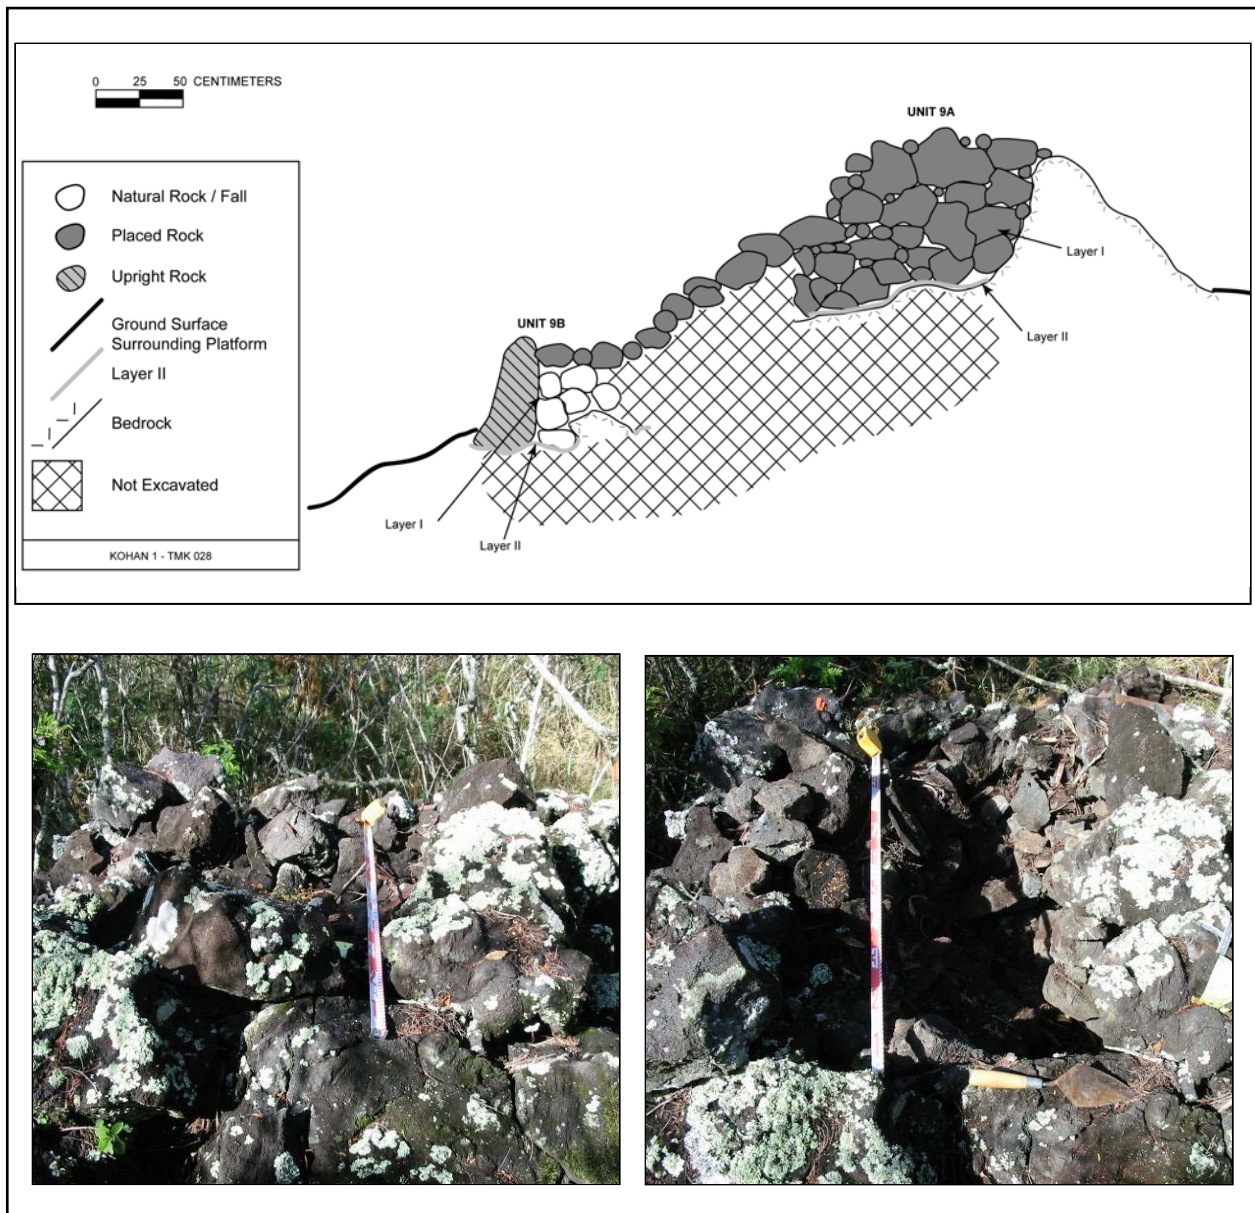 0 25 50 CENTIMETERS
UNIT 9A
Natural Rock / Fall
Placed Rock
Layer I
Upright Rock
UNIT 9B
Ground Surface
Surrounding Platform
Layer II
Layer II
Bedrock
Not Excavated
Layer I
Layer II
KOHAN 1 - TMK 028